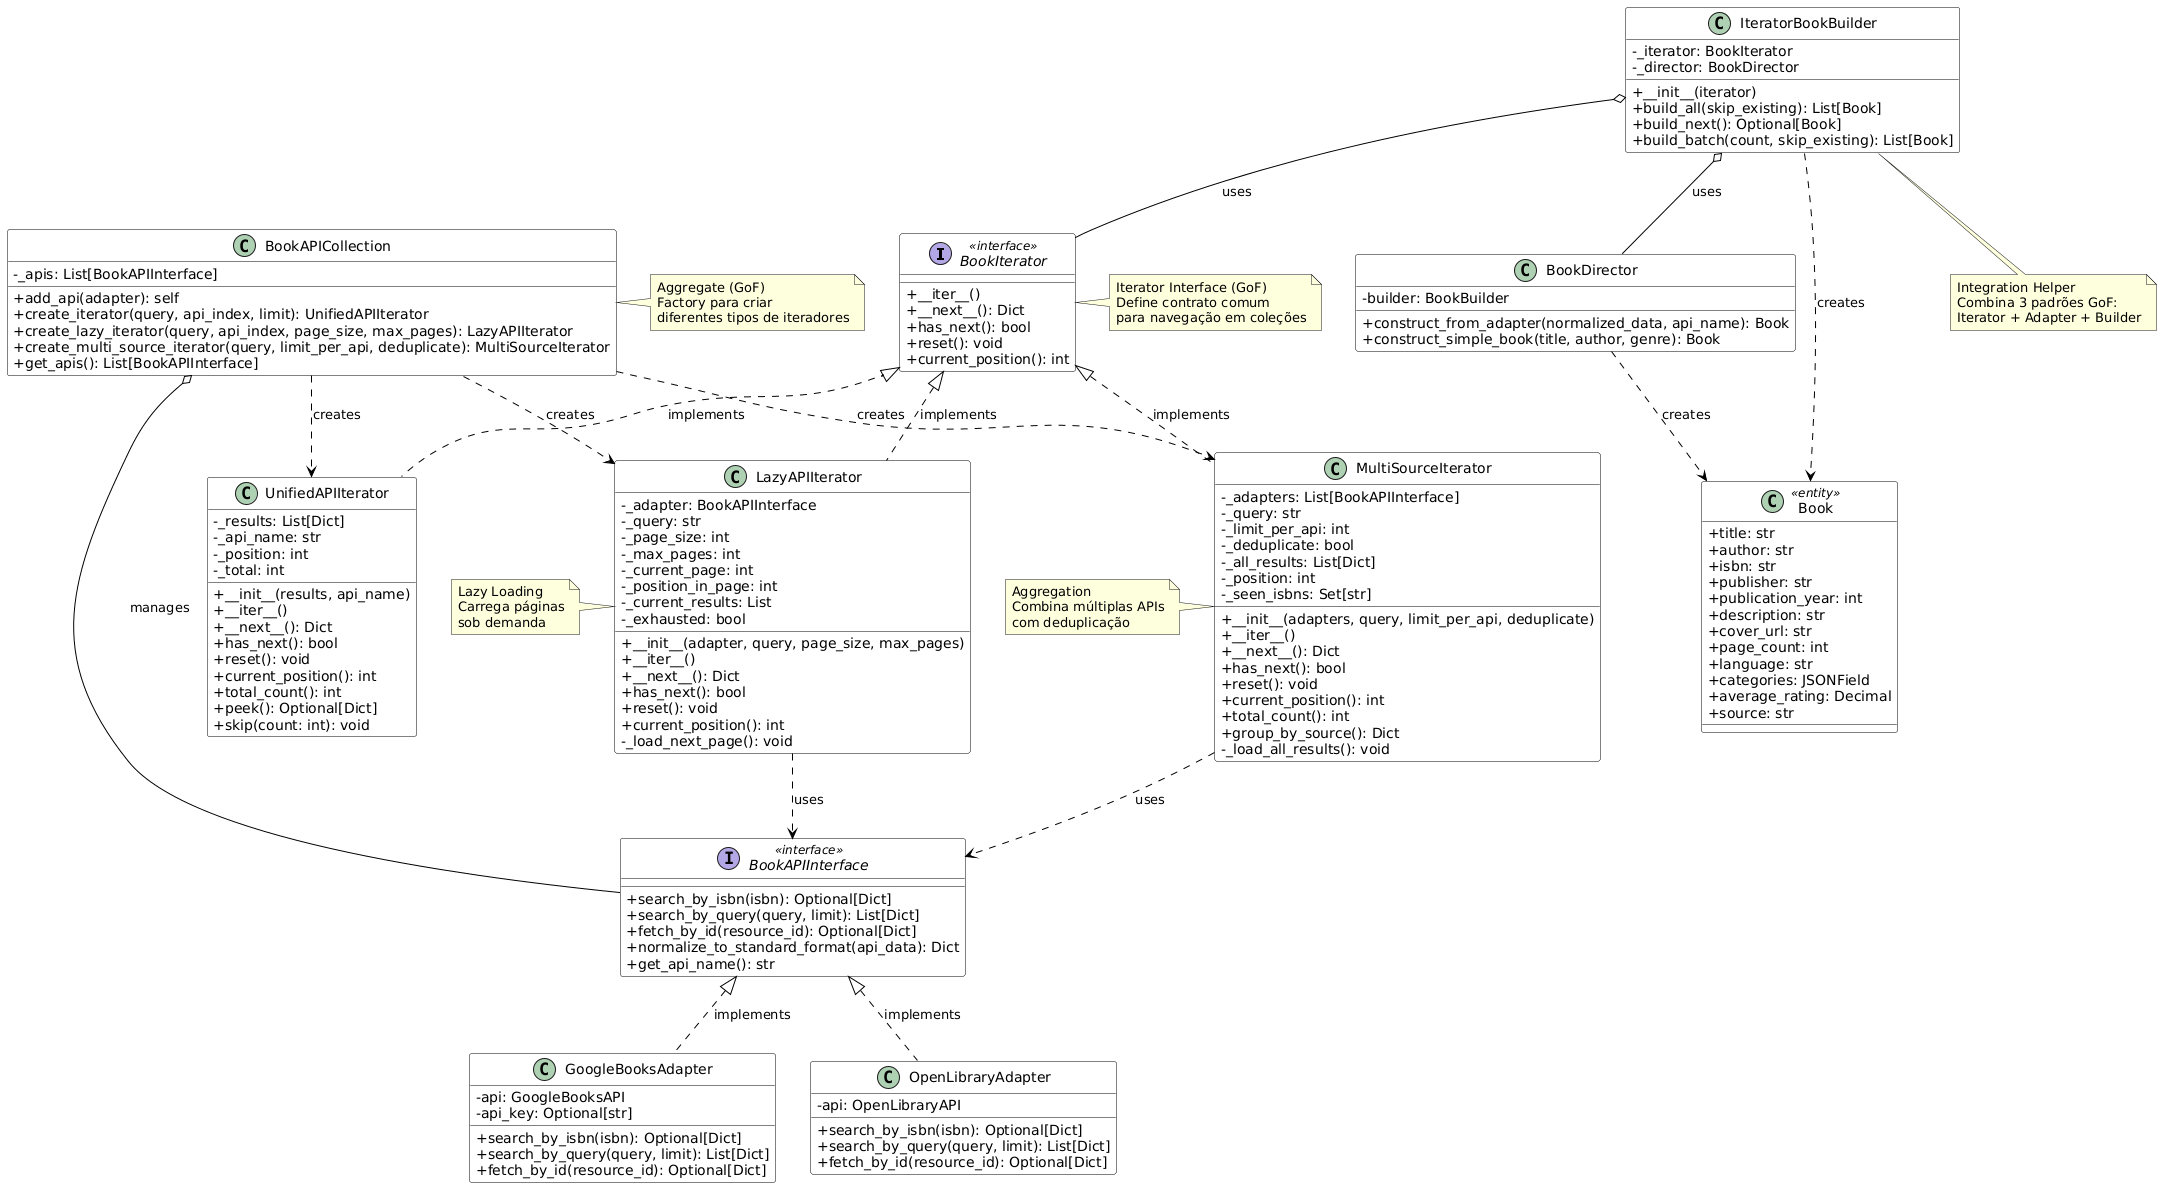 IteratorBookBuilder
-_iterator: BookIterator
-_director: BookDirector
+__init__(iterator)
+build_all(skip_existing): List[Book]
+build_next(): Optional[Book]
+build_batch(count, skip_existing): List[Book]
uses
uses
BookAPICollection
-_apis: List[BookAPIInterface]
+add_api(adapter): self
+create_iterator(query, api_index, limit): UnifiedAPIIterator
+create_lazy_iterator(query, api_index, page_size, max_pages): LazyAPIIterator
+create_multi_source_iterator(query, limit_per_api, deduplicate): MultiSourceIterator
+get_apis(): List[BookAPIInterface]
Aggregate (GoF)
Factory para criar
diferentes tipos de iteradores
«interface»
BookIterator
+__iter__()
+__next__(): Dict
+has_next(): bool
+reset(): void
+current_position(): int
Iterator Interface (GoF)
Define contrato comum
para navegação em coleções
BookDirector
-builder: BookBuilder
+construct_from_adapter(normalized_data, api_name): Book
+construct_simple_book(title, author, genre): Book
creates
Integration Helper
Combina 3 padrões GoF:
Iterator + Adapter + Builder
creates
creates
implements
creates
implements
implements
creates
UnifiedAPIIterator
-_results: List[Dict]
-_api_name: str
-_position: int
-_total: int
+__init__(results, api_name)
+__iter__()
+__next__(): Dict
+has_next(): bool
+reset(): void
+current_position(): int
+total_count(): int
+peek(): Optional[Dict]
+skip(count: int): void
Lazy Loading
Carrega páginas
sob demanda
LazyAPIIterator
-_adapter: BookAPIInterface
-_query: str
-_page_size: int
-_max_pages: int
-_current_page: int
-_position_in_page: int
-_current_results: List
-_exhausted: bool
+__init__(adapter, query, page_size, max_pages)
+__iter__()
+__next__(): Dict
+has_next(): bool
+reset(): void
+current_position(): int
-_load_next_page(): void
Aggregation
Combina múltiplas APIs
com deduplicação
MultiSourceIterator
-_adapters: List[BookAPIInterface]
-_query: str
-_limit_per_api: int
-_deduplicate: bool
-_all_results: List[Dict]
-_position: int
-_seen_isbns: Set[str]
+__init__(adapters, query, limit_per_api, deduplicate)
+__iter__()
+__next__(): Dict
+has_next(): bool
+reset(): void
+current_position(): int
+total_count(): int
+group_by_source(): Dict
-_load_all_results(): void
«entity»
Book
+title: str
+author: str
+isbn: str
+publisher: str
+publication_year: int
+description: str
+cover_url: str
+page_count: int
+language: str
+categories: JSONField
+average_rating: Decimal
+source: str
manages
uses
uses
«interface»
BookAPIInterface
+search_by_isbn(isbn): Optional[Dict]
+search_by_query(query, limit): List[Dict]
+fetch_by_id(resource_id): Optional[Dict]
+normalize_to_standard_format(api_data): Dict
+get_api_name(): str
implements
implements
GoogleBooksAdapter
-api: GoogleBooksAPI
-api_key: Optional[str]
+search_by_isbn(isbn): Optional[Dict]
+search_by_query(query, limit): List[Dict]
+fetch_by_id(resource_id): Optional[Dict]
OpenLibraryAdapter
-api: OpenLibraryAPI
+search_by_isbn(isbn): Optional[Dict]
+search_by_query(query, limit): List[Dict]
+fetch_by_id(resource_id): Optional[Dict]